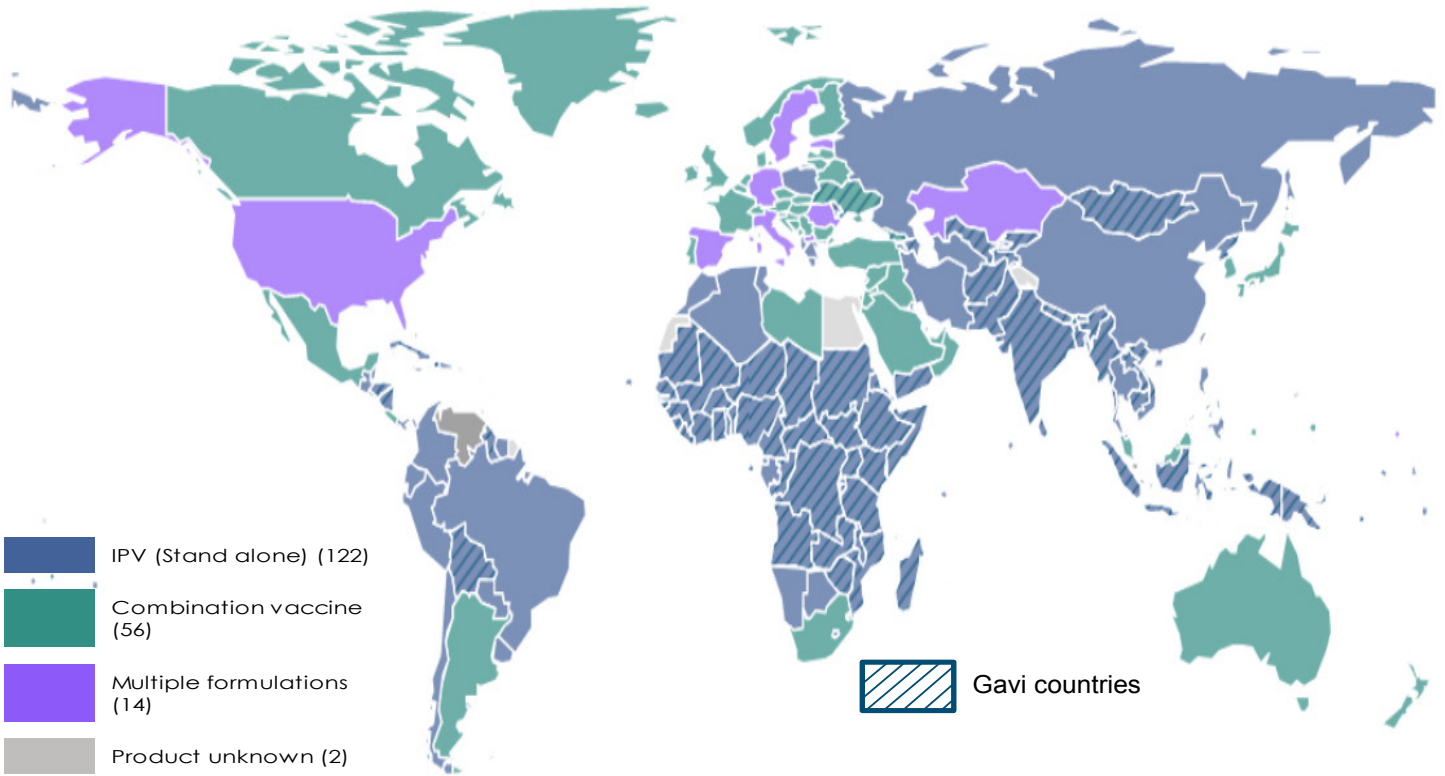 IPV (Stand alone) (122)
Combination vaccine
(56)
Multiple formulations
(14)
Product unknown (2)
Gavi countries